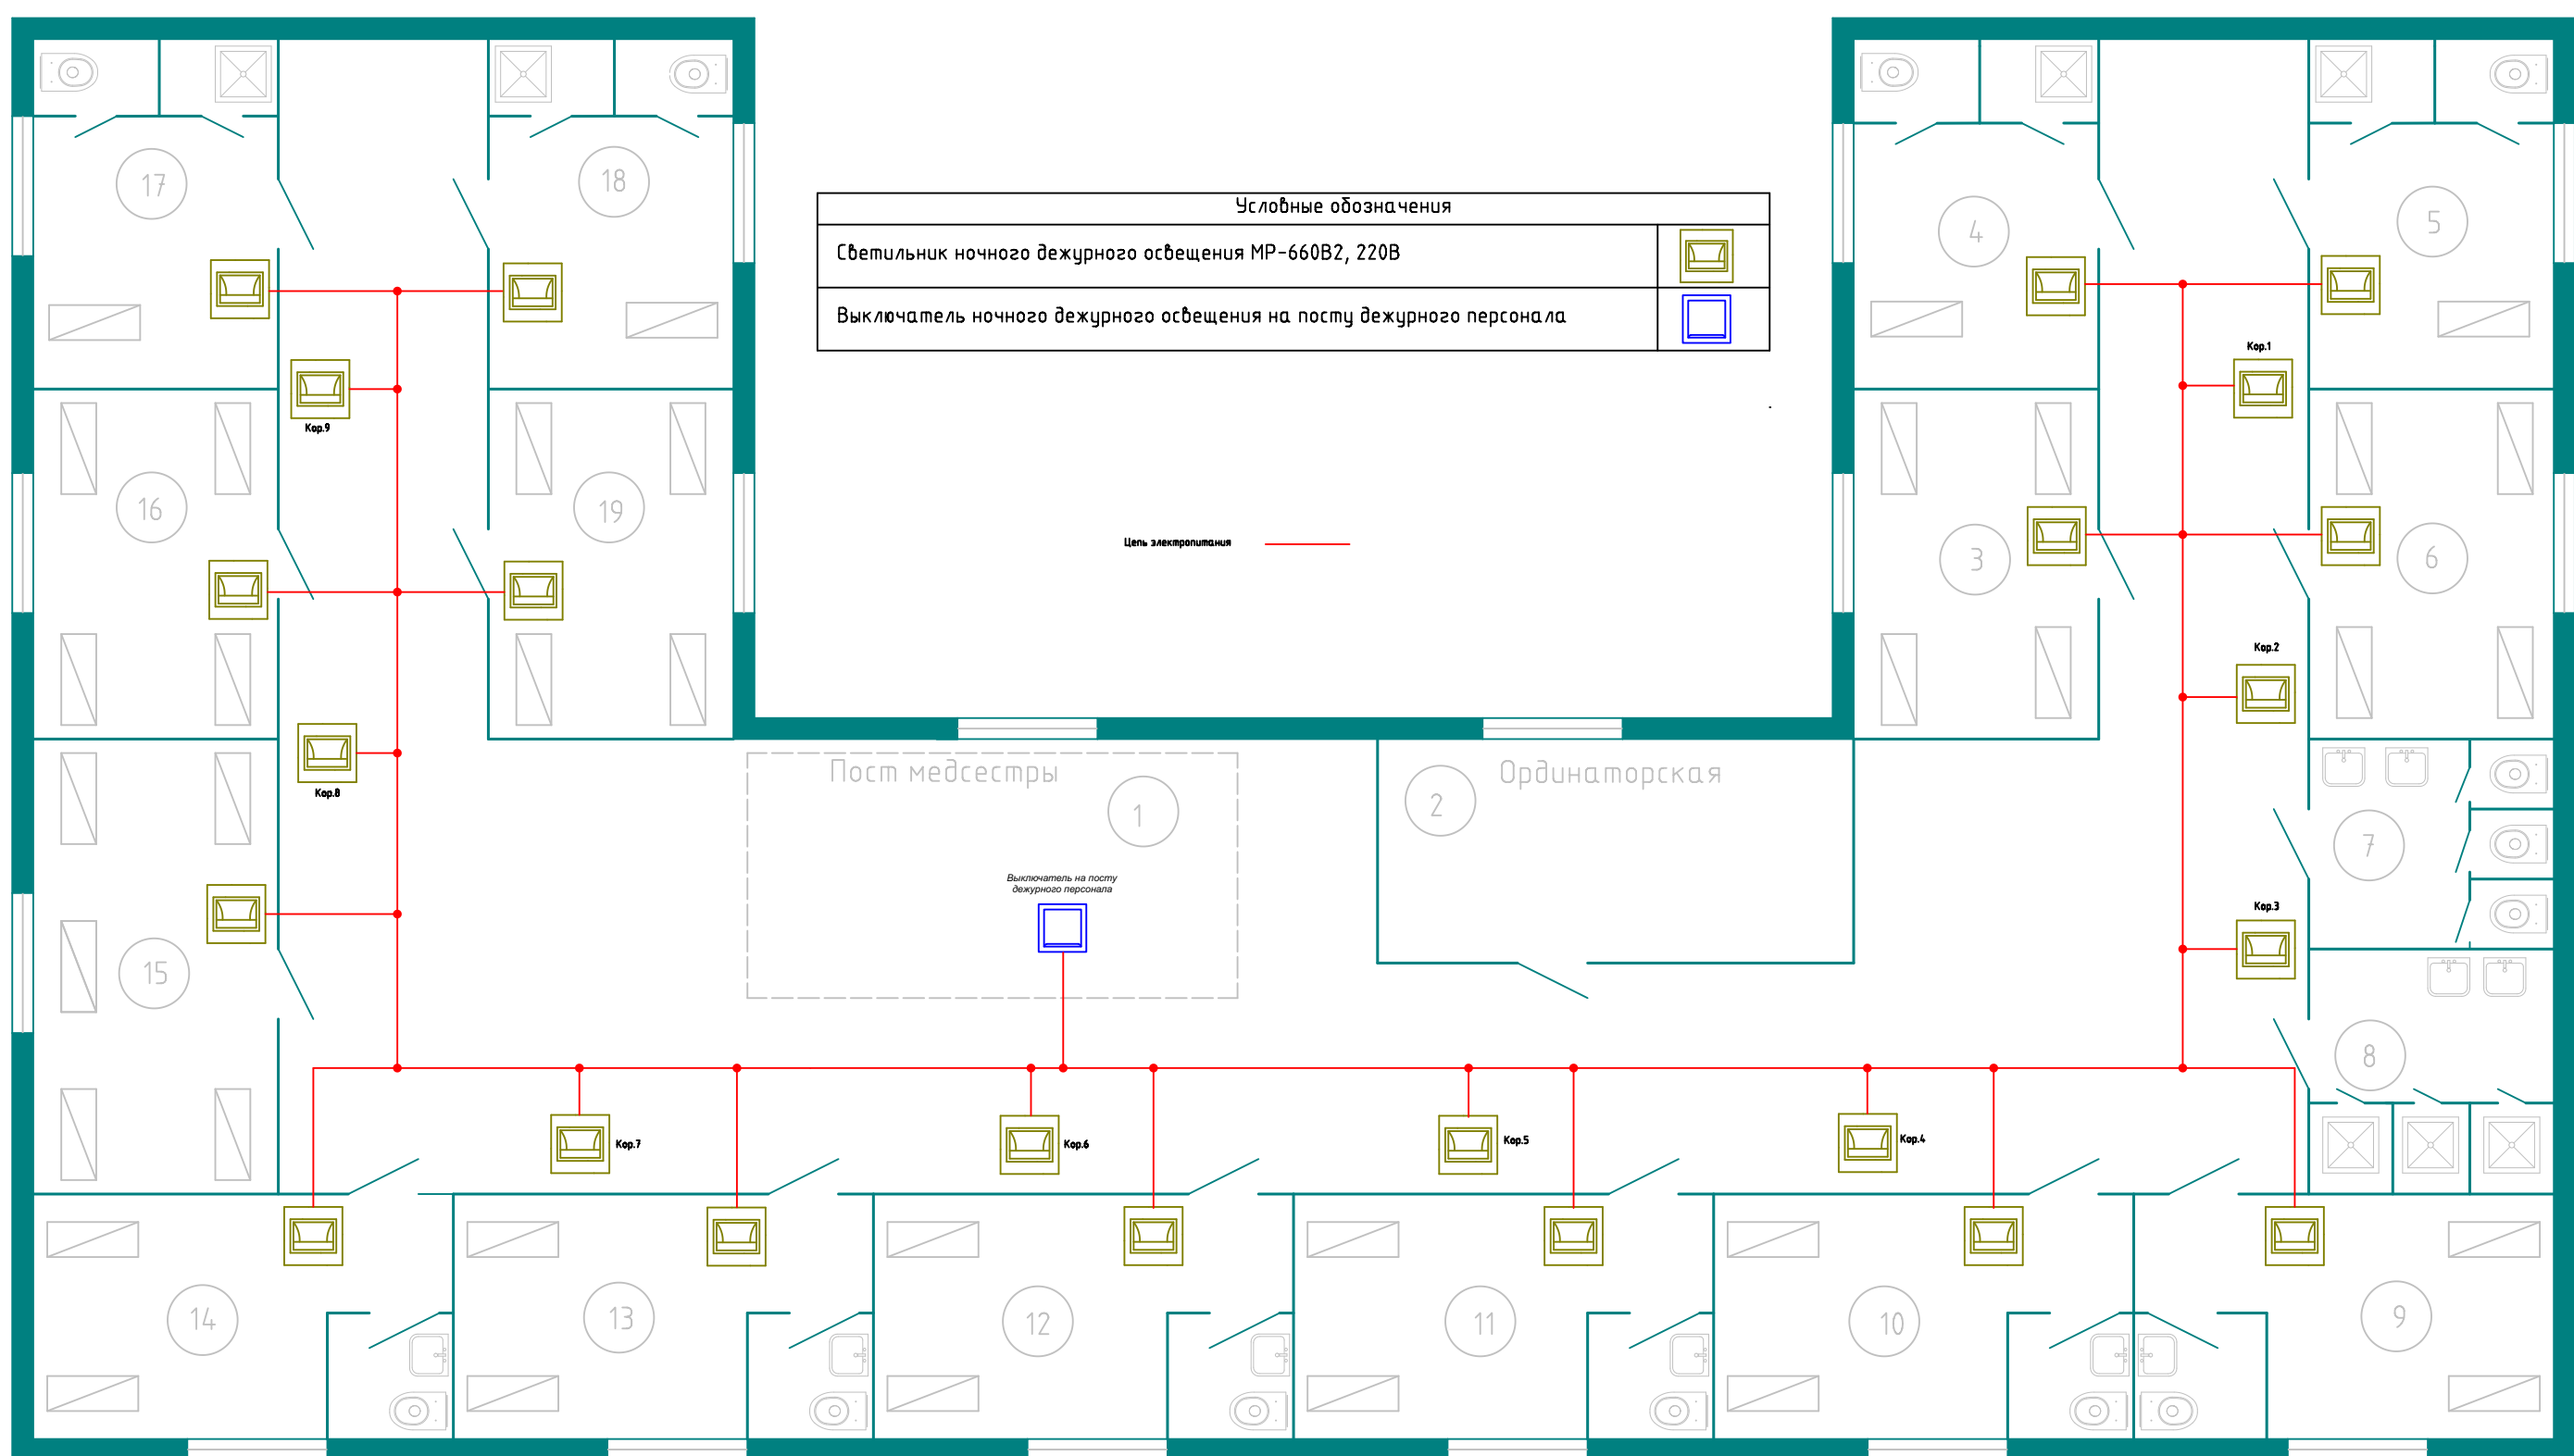 17
18
4
5
Условные обозначения
Светильник ночного дежурного освещения МР-660В2, 220В
Выключатель ночного дежурного освещения на посту дежурного персонала
Кор.1
Кор.9
16
19
Цепь электропитания
3
6
Кор.2
Кор.8
Пост медсестры
1
2
Ординаторская
7
Выключатель на посту
дежурного персонала
Кор.3
15
8
Кор.7
Кор.6
Кор.5
Кор.4
14
13
12
11
10
9